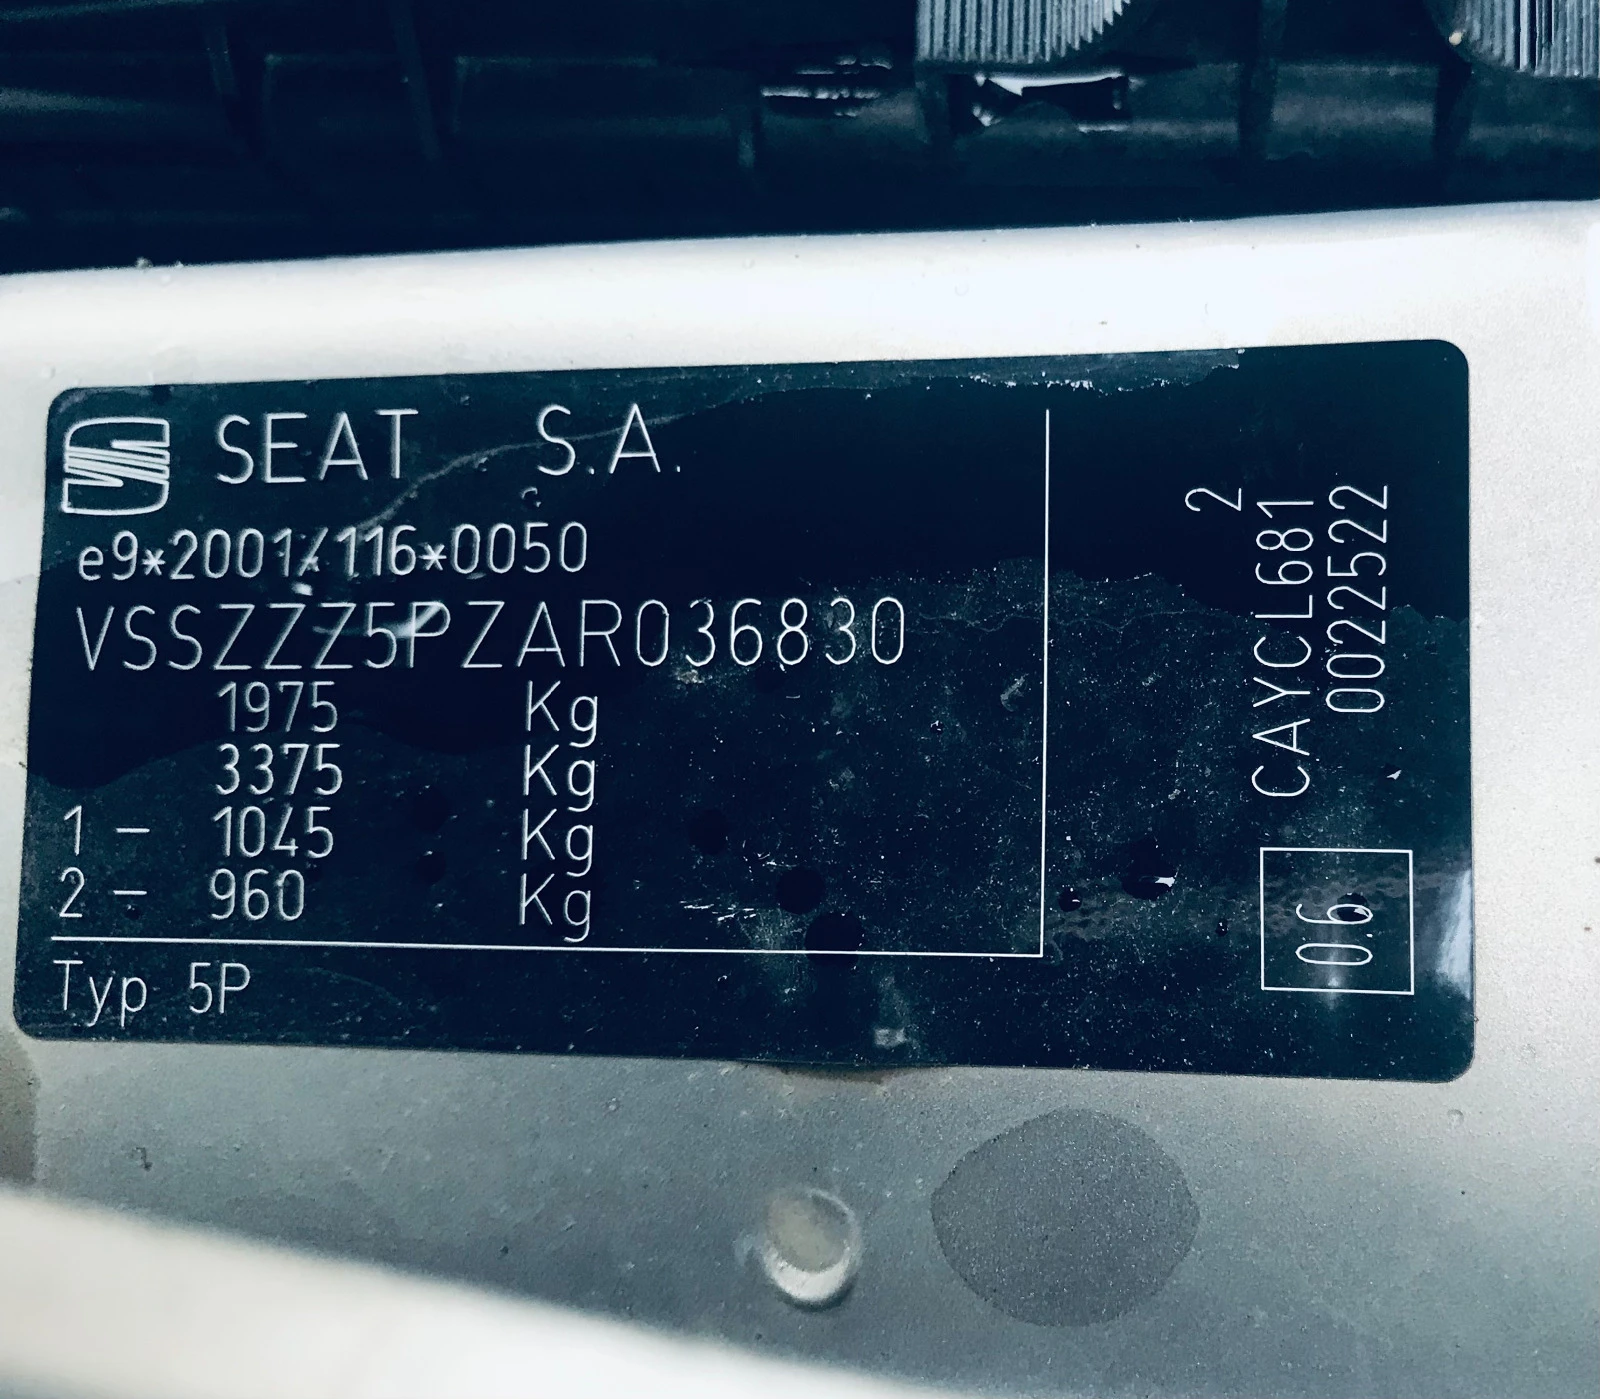 SEAT S.A.
e9*2001/116*0050
VSSZZZ5PZAR036830
1975 Kg
3375 Kg
1 - 1045 Kg
2 - 960 Kg
Typ 5P
2
CAYCL681
0022522
0.6